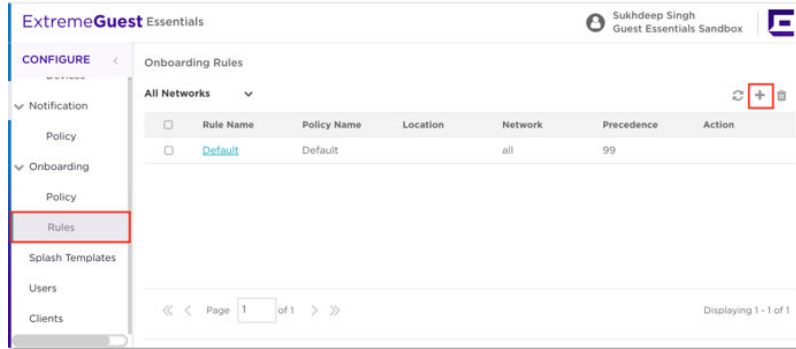 ExtremeGuest Essentials
Sukhdeep Singh
Guest Essentials Sandbox
CONFIGURE
Onboarding Rules
Devices
All Networks
Notification
Rule Name Policy Name Location Network Precedence Action
Policy
Default Default all 99
Onboarding
Policy
Rules
Splash Templates
Users
Clients
Page 1 of 1
Displaying 1 - 1 of 1